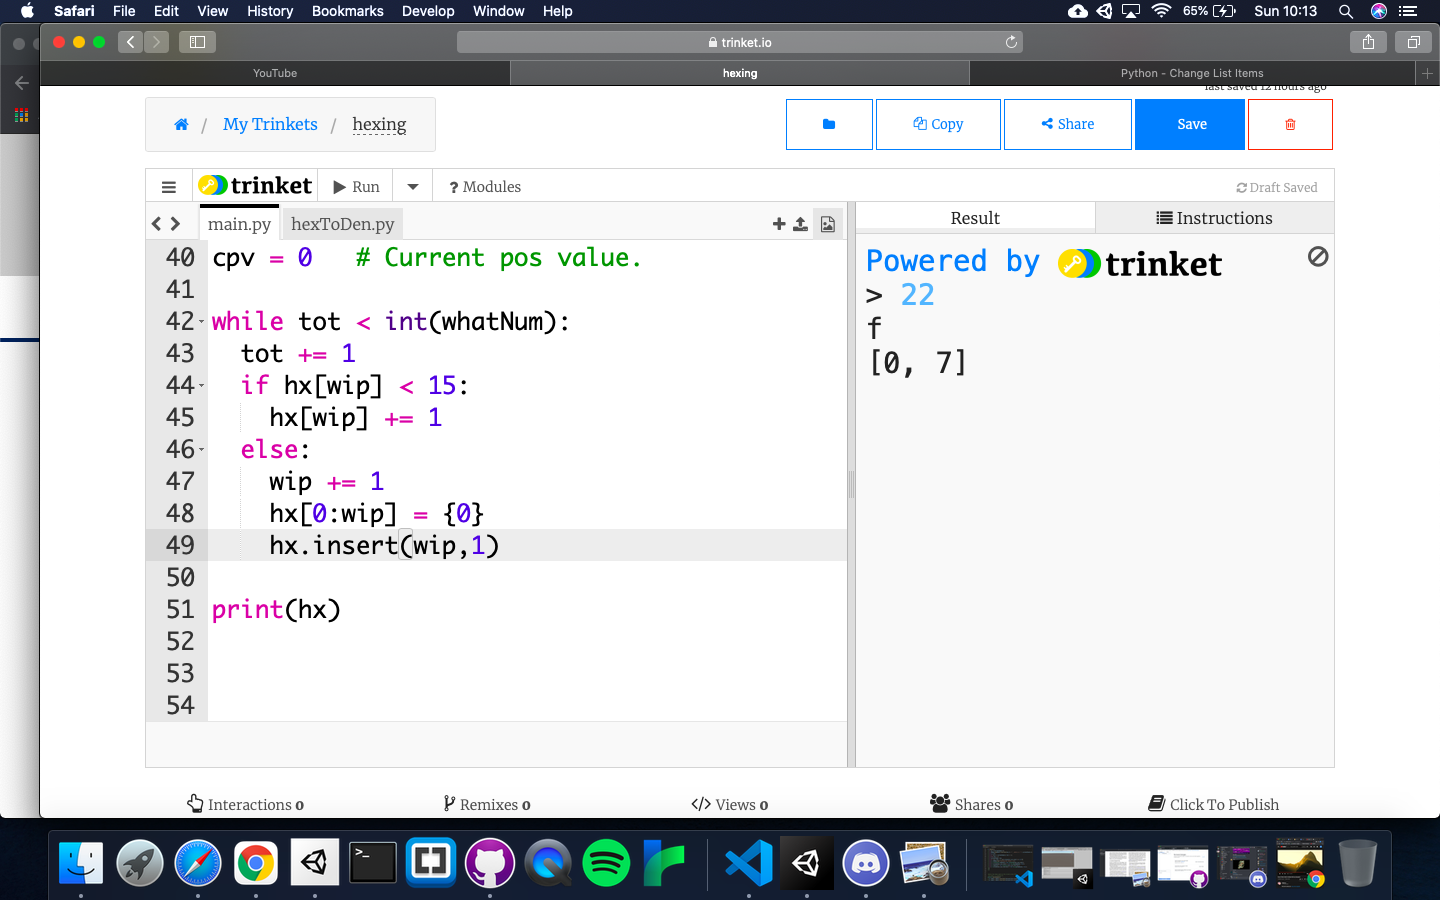 Safari File Edit View History Bookmarks Develop Window Help 65% Sun 10:13
trinket.io
YouTube hexing Python - Change List Items
last saved 12 hours ago
/ My Trinkets / hexing Copy Share Save
trinket Run ? Modules Draft Saved
main.py hexToDen.py Result Instructions
40 cpv = 0   # Current pos value.
41
42 while tot < int(whatNum):
43   tot += 1
44   if hx[wip] < 15:
45     hx[wip] += 1
46   else:
47     wip += 1
48     hx[0:wip] = {0}
49     hx.insert(wip,1)
50
51 print(hx)
52
53
54
Powered by trinket
> 22
f
[0, 7]
Interactions 0 Remixes 0 </> Views 0 Shares 0 Click To Publish
>_